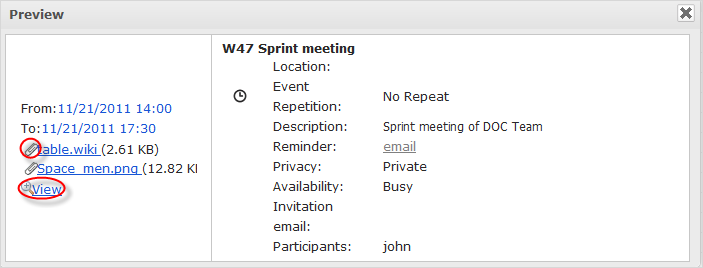 Preview
From:11/21/2011 14:00
To:11/21/2011 17:30
table.wiki (2.61 KB)
Space_men.png (12.82 KB
View
W47 Sprint meeting
Location:
Event
Repetition: No Repeat
Description: Sprint meeting of DOC Team
Reminder: email
Privacy: Private
Availability: Busy
Invitation
email:
Participants: john